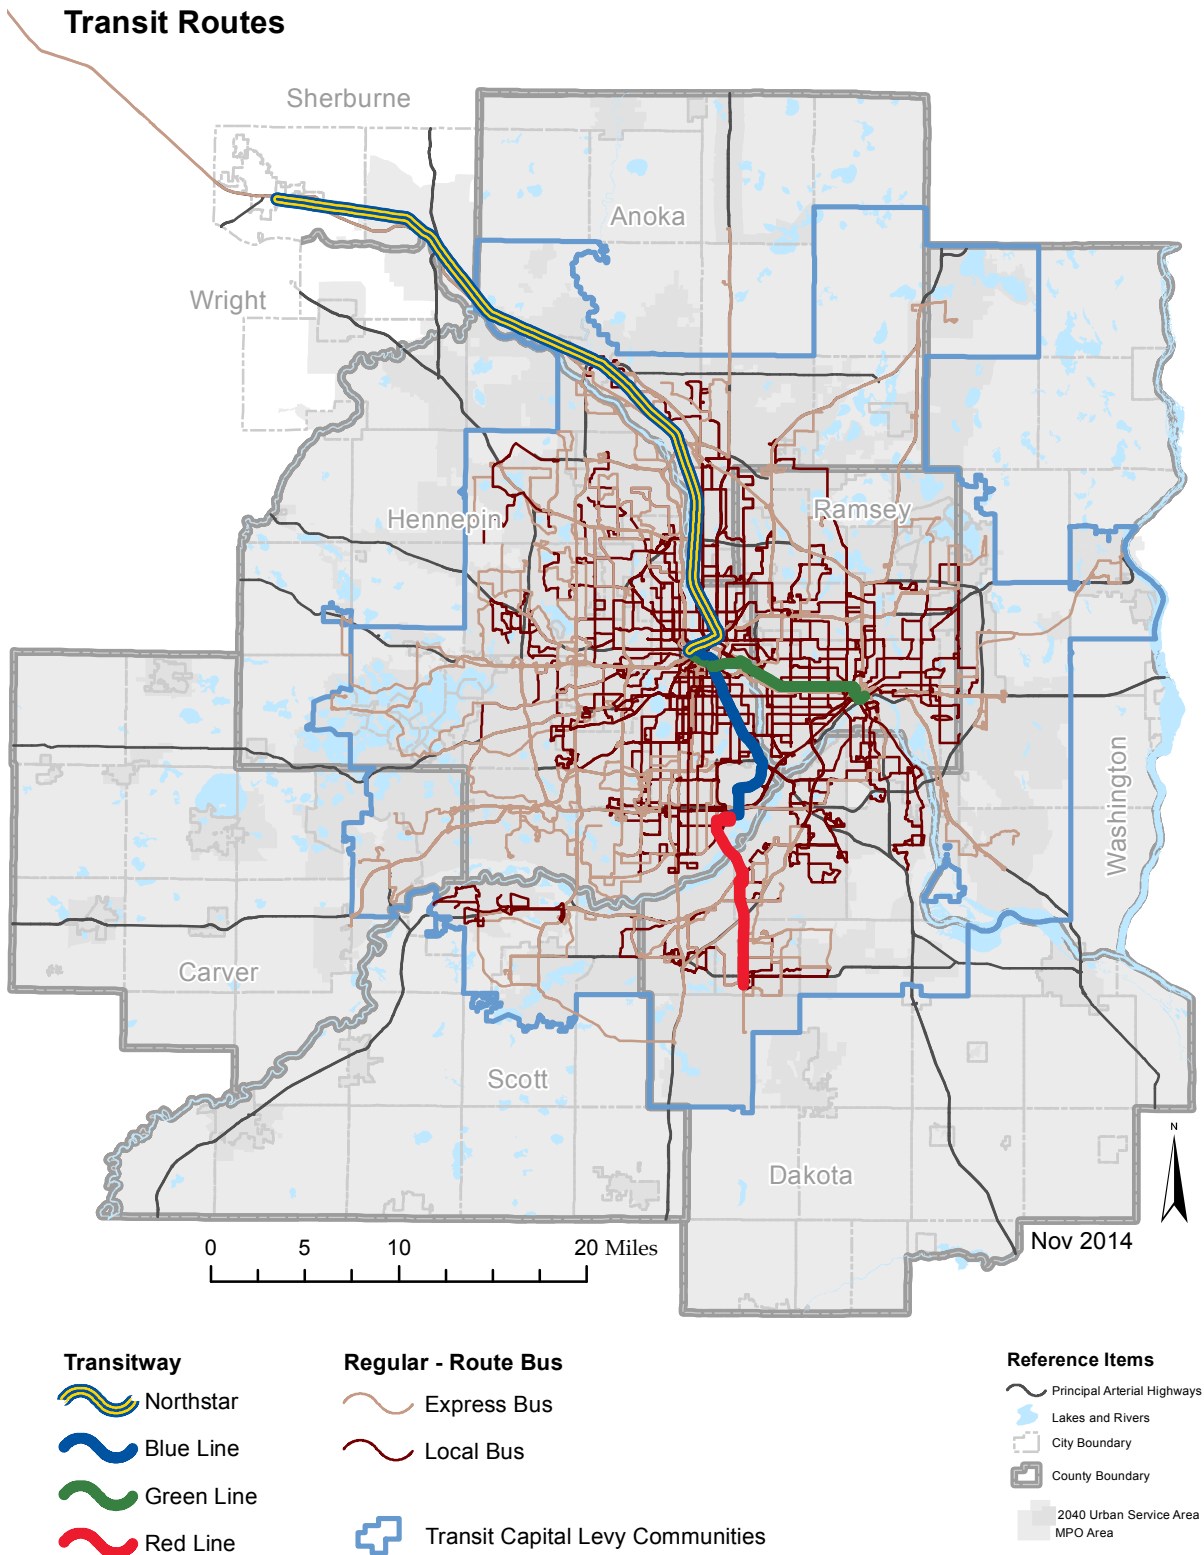 Transit Routes
Sherburne
Anoka
Wright
Hennepin
Ramsey
Washington
Carver
Scott
Dakota
N
Nov 2014
0 5 10 20 Miles
Transitway
Northstar
Blue Line
Green Line
Red Line
Regular - Route Bus
Express Bus
Local Bus
Transit Capital Levy Communities
Reference Items
Principal Arterial Highways
Lakes and Rivers
City Boundary
County Boundary
2040 Urban Service Area
MPO Area